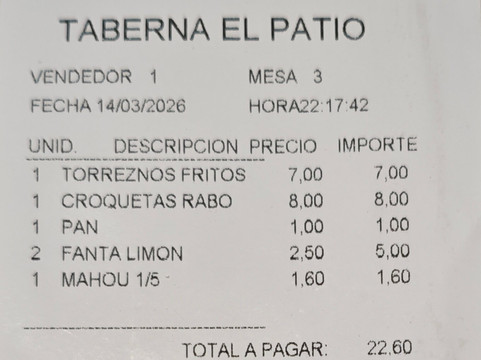 TABERNA EL PATIO
VENDEDOR 1 MESA 3
FECHA 14/03/2026 HORA22:17:42
UNID. DESCRIPCION PRECIO IMPORTE
1 TORREZNOS FRITOS 7,00 7,00
1 CROQUETAS RABO 8,00 8,00
1 PAN 1,00 1,00
2 FANTA LIMON 2,50 5,00
1 MAHOU 1/5 1,60 1,60
TOTAL A PAGAR: 22,60